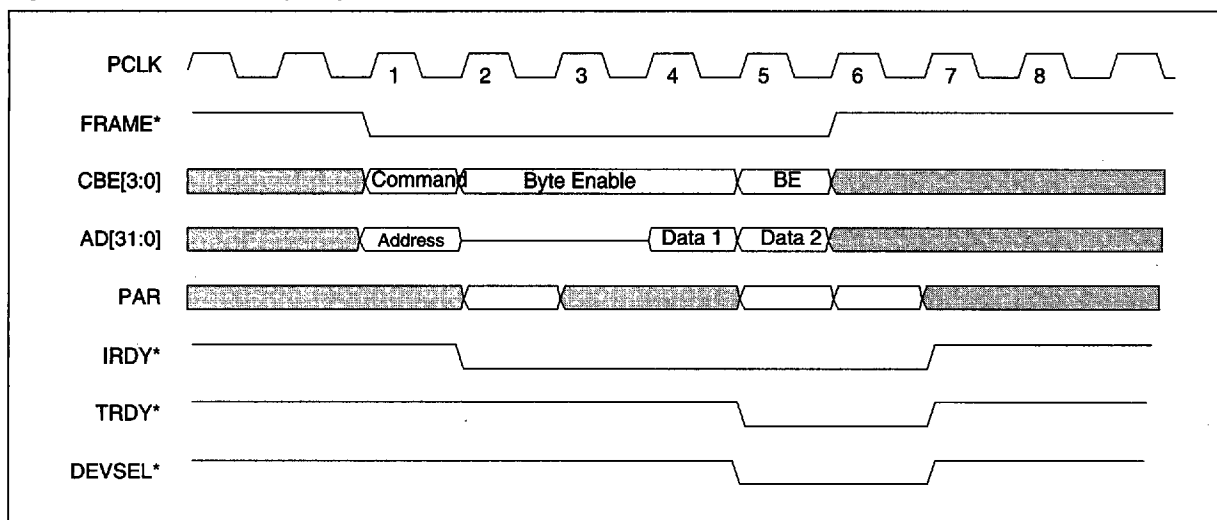 PCLK
1 2 3 4 5 6 7 8
FRAME*
CBE[3:0] Command Byte Enable BE
AD[31:0] Address Data 1 Data 2
PAR
IRDY*
TRDY*
DEVSEL*